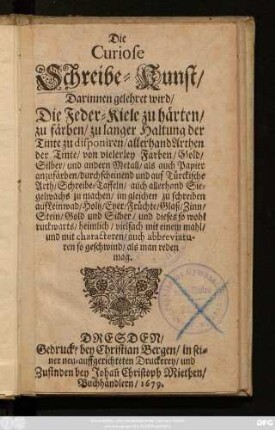 Die
Curiose
Schreibe-Kunst/
Darinnen gelehret wird/
Die Feder-Kiele zu härten/
zu färben/ zu langer Haltung der
Tinte zu disponiren/ allerhand Arthen
der Tinte/ von vielerley Farben/ Gold/
Silber/ und andern Metall/ als auch Papier
anzufärben/ durchscheinend und auf Türckische
Arth/ Schreibe-Taffeln/ auch allerhand Sie-
gelwachs zu machen/ im gleichen zu schreiben
auf Leinwad/ Holtz/ Eyer/ Früchte/ Glas/ Zinn/
Stein/ Gold und Silber/ und dieses so wohl
ruckwarts/ heimlich/ vielfach mit einem mahl/
und mit characteren/ auch abbreviatu-
ren so geschwind/ als man reden
mag.
DRESDEN/
Gedruckt bey Christian Bergen/ in sei-
ner neu-auffgerichteten Druckerey/ und
Zufinden bey Johañ Christoph Miethen/
Buchhändlern/ 1679.